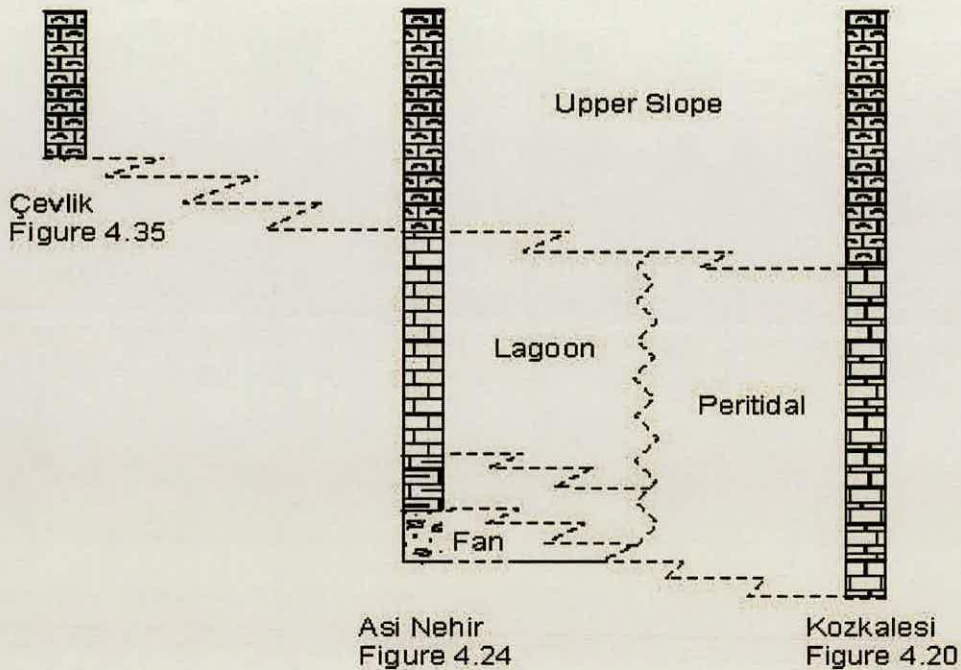 Upper Slope
Çevlik
Figure 4.35
Lagoon
Peritidal
Fan
Asi Nehir
Figure 4.24
Kozkalesi
Figure 4.20